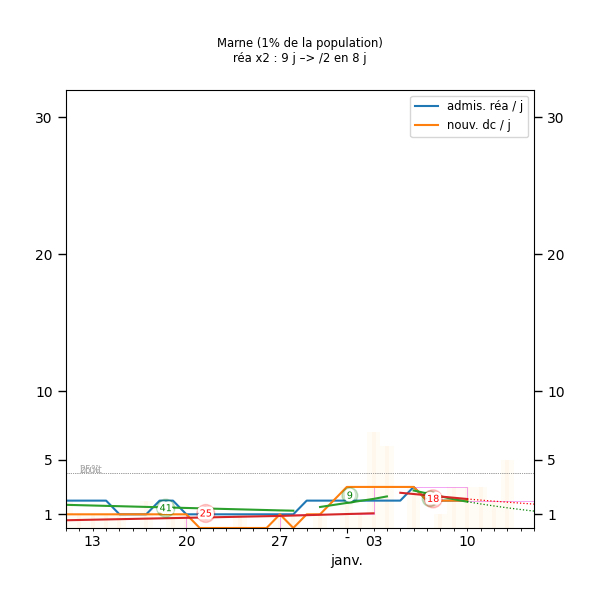 Marne (1% de la population)
réa x2 : 9 j –> /2 en 8 j
admis. réa / j
nouv. dc / j
30 30
20 20
10 10
5 5
1 1
41
25
9
18
13 20 27 - 03 10
janv.